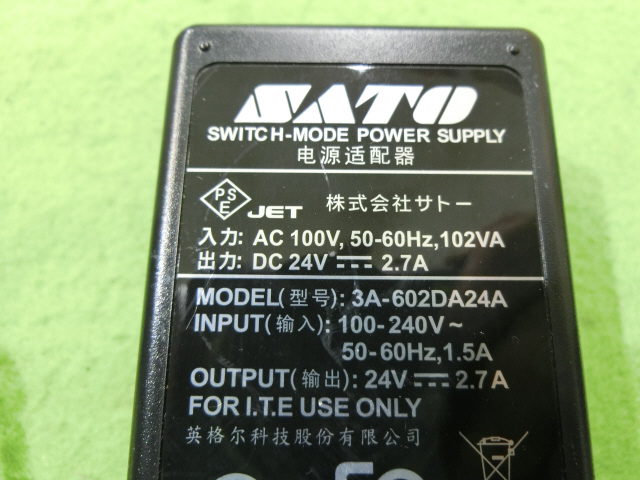 SATO
SWITCH-MODE POWER SUPPLY
电源适配器
PSE JET 株式会社サトー
入力: AC 100V, 50-60Hz,102VA
出力: DC 24V ⎓ 2.7A
MODEL(型号): 3A-602DA24A
INPUT(输入): 100-240V~
50-60Hz,1.5A
OUTPUT(输出): 24V ⎓ 2.7A
FOR I.T.E USE ONLY
英格尔科技股份有限公司